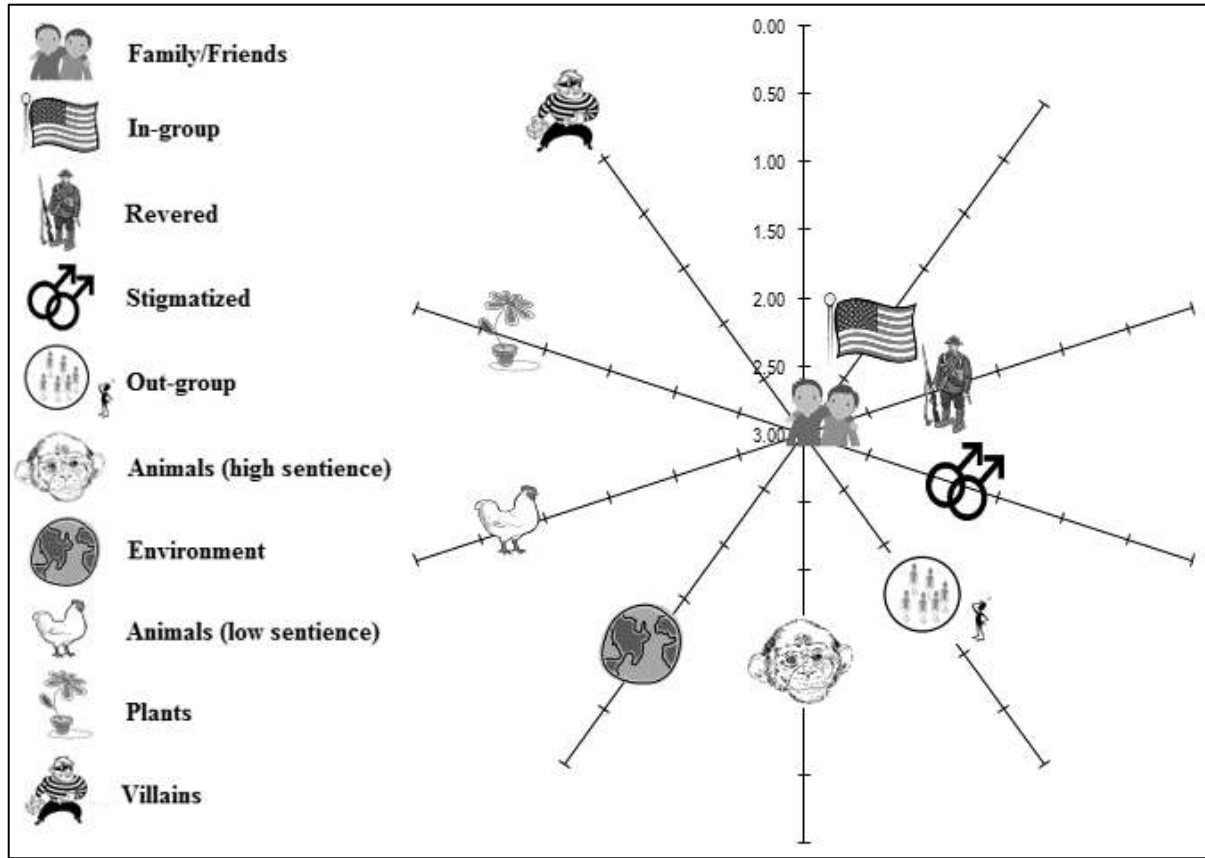 Family/Friends
In-group
Revered
Stigmatized
Out-group
Animals (high sentience)
Environment
Animals (low sentience)
Plants
Villains
0.00
0.50
1.00
1.50
2.00
2.50
3.00